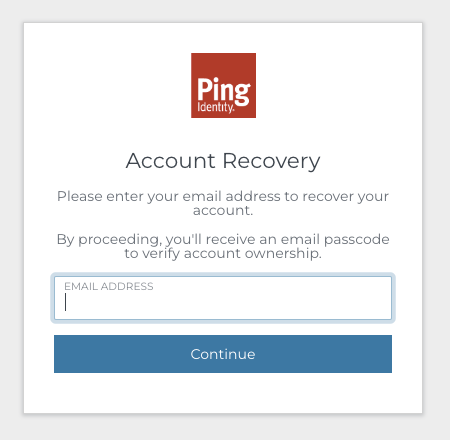 Ping
Identity.
Account Recovery
Please enter your email address to recover your
account.
By proceeding, you'll receive an email passcode
to verify account ownership.
EMAIL ADDRESS
Continue